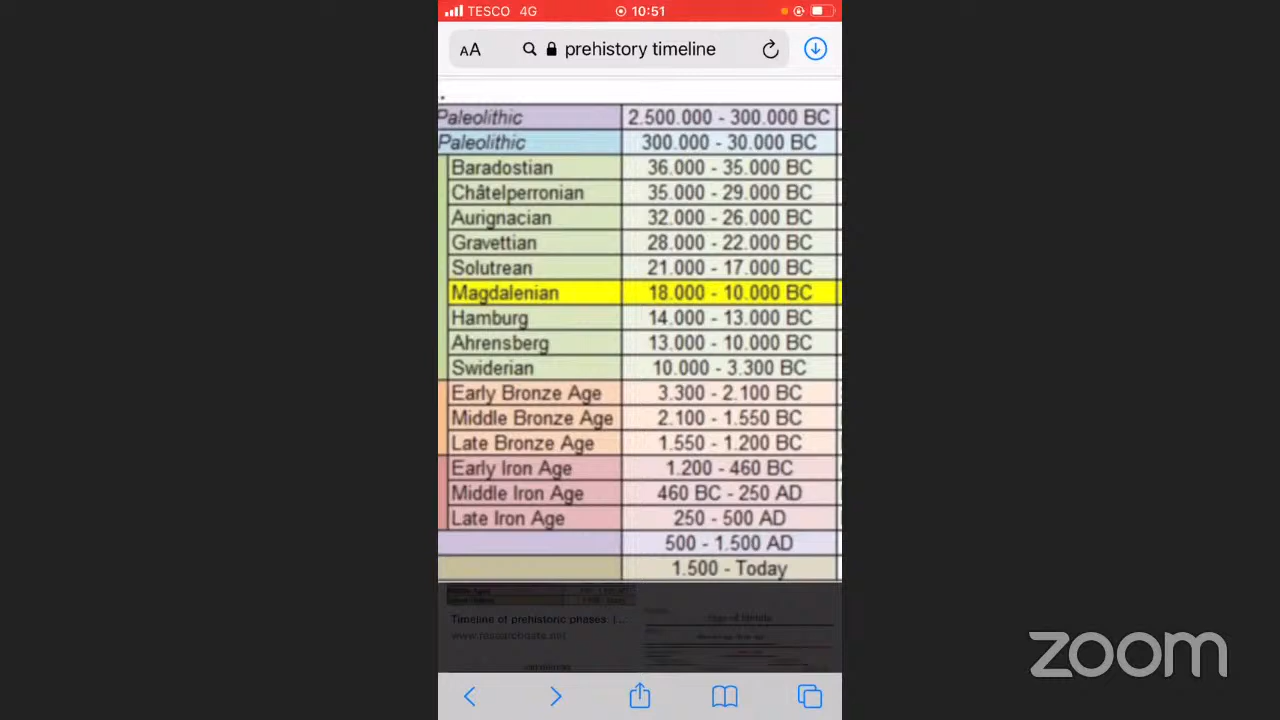 TESCO 4G 10:51
AA prehistory timeline
Paleolithic 2.500.000 - 300.000 BC
Paleolithic 300.000 - 30.000 BC
Baradostian 36.000 - 35.000 BC
Châtelperronian 35.000 - 29.000 BC
Aurignacian 32.000 - 26.000 BC
Gravettian 28.000 - 22.000 BC
Solutrean 21.000 - 17.000 BC
Magdalenian 18.000 - 10.000 BC
Hamburg 14.000 - 13.000 BC
Ahrensberg 13.000 - 10.000 BC
Swiderian 10.000 - 3.300 BC
Early Bronze Age 3.300 - 2.100 BC
Middle Bronze Age 2.100 - 1.550 BC
Late Bronze Age 1.550 - 1.200 BC
Early Iron Age 1.200 - 460 BC
Middle Iron Age 460 BC - 250 AD
Late Iron Age 250 - 500 AD
500 - 1.500 AD
1.500 - Today
Timeline of prehistoric phases. |...
www.researchgate.net
zoom